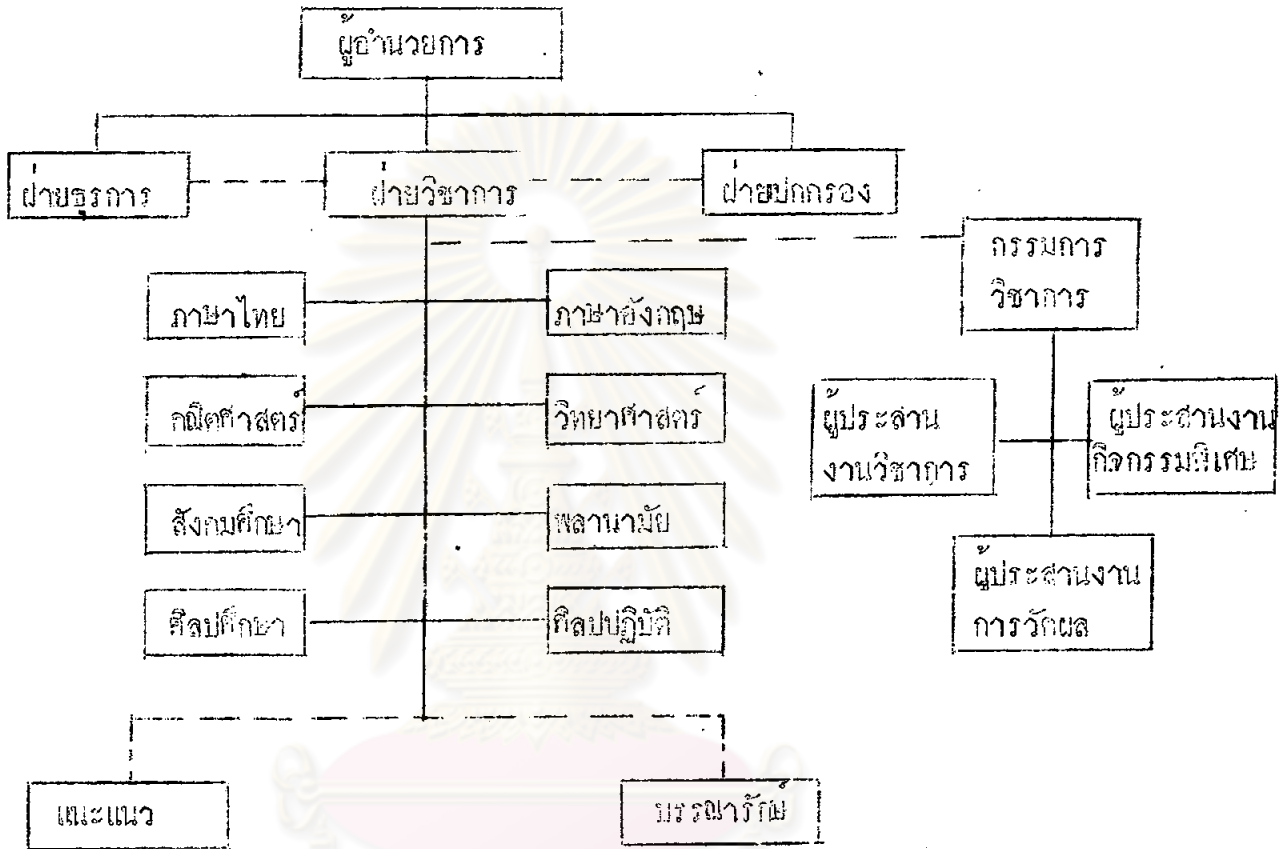 ผู้อำนวยการ
ฝ่ายธุรการ
ฝ่ายวิชาการ
ฝ่ายปกครอง
กรรมการ
วิชาการ
ภาษาไทย
ภาษาอังกฤษ
คณิตศาสตร์
วิทยาศาสตร์
ผู้ประสาน
งานวิชาการ
ผู้ประสานงาน
กิจกรรมพิเศษ
สังคมศึกษา
พลานามัย
ผู้ประสานงาน
การวัดผล
ศิลปศึกษา
ศิลปปฏิบัติ
แนะแนว
บรรณารักษ์